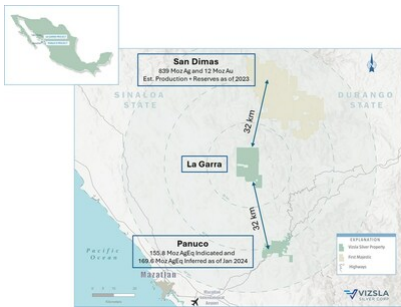 San Dimas
639 Moz Ag and 12 Moz Au
Est. Production + Reserves as of 2023
SINALOA
STATE
DURANGO
STATE
32 km
La Garra
32 km
Panuco
155.8 Moz AgEq Indicated and
169.6 Moz AgEq Inferred as of Jan 2024
Pacific
Ocean
Mazatlan
EXPLANATION
Vizsla Silver Property
First Majestic
Highways
VIZSLA
SILVER CORP.